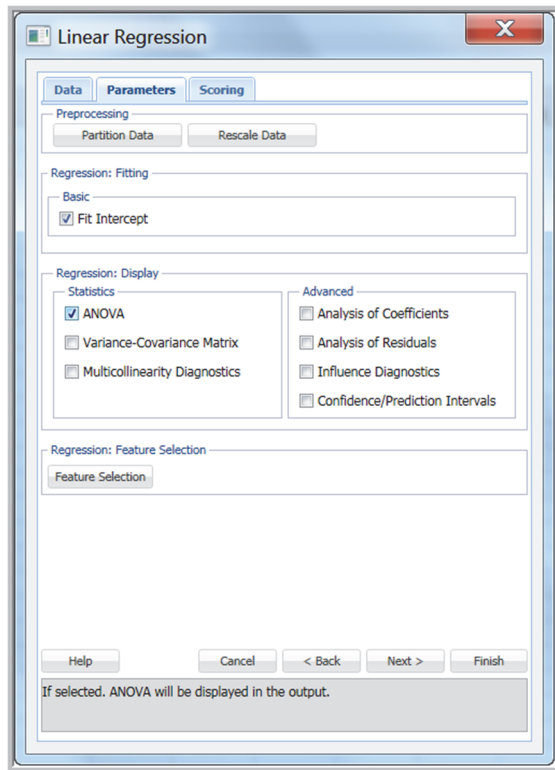 Linear Regression
X
Data Parameters Scoring
Preprocessing
Partition Data Rescale Data
Regression: Fitting
Basic
Fit Intercept
Regression: Display
Statistics Advanced
ANOVA Analysis of Coefficients
Variance-Covariance Matrix Analysis of Residuals
Multicollinearity Diagnostics Influence Diagnostics
Confidence/Prediction Intervals
Regression: Feature Selection
Feature Selection
Help Cancel < Back Next > Finish
If selected. ANOVA will be displayed in the output.